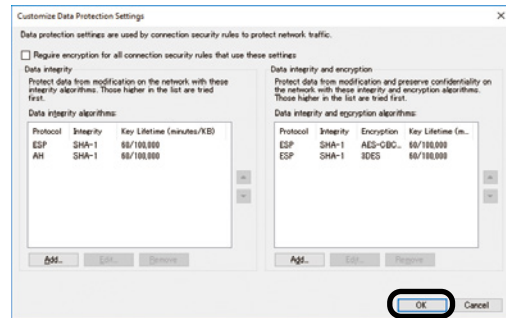 Customize Data Protection Settings
Data protection settings are used by connection security rules to protect network traffic.
Require encryption for all connection security rules that use these settings
Data integrity
Protect data from modification on the network with these
integrity algorithms. Those higher in the list are tried
first.
Data integrity algorithms:
Protocol Integrity Key Lifetime (minutes/KB)
ESP SHA-1 60/100,000
AH SHA-1 60/100,000
Add... Edit... Remove
Data integrity and encryption
Protect data from modification and preserve confidentiality on
the network with these integrity and encryption algorithms.
Those higher in the list are tried first.
Data integrity and encryption algorithms:
Protocol Integrity Encryption Key Lifetime (m...
ESP SHA-1 AES-CBC... 60/100,000
ESP SHA-1 3DES 60/100,000
Add... Edit... Remove
OK Cancel